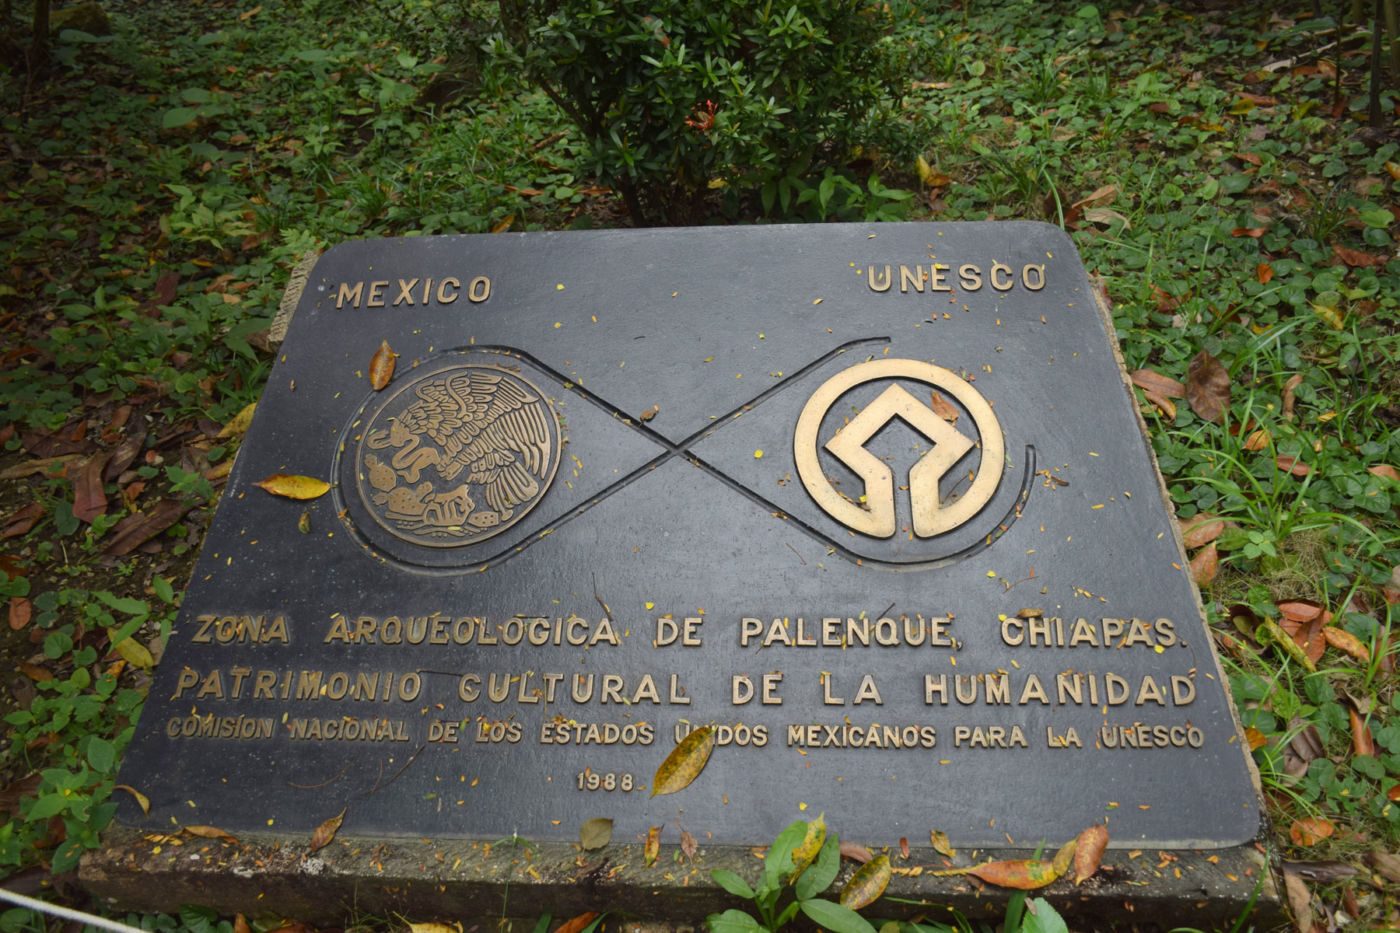 MEXICO
UNESCO
ZONA ARQUEOLOGICA DE PALENQUE, CHIAPAS.
PATRIMONIO CULTURAL DE LA HUMANIDAD
COMISION NACIONAL DE LOS ESTADOS UNIDOS MEXICANOS PARA LA UNESCO
1988